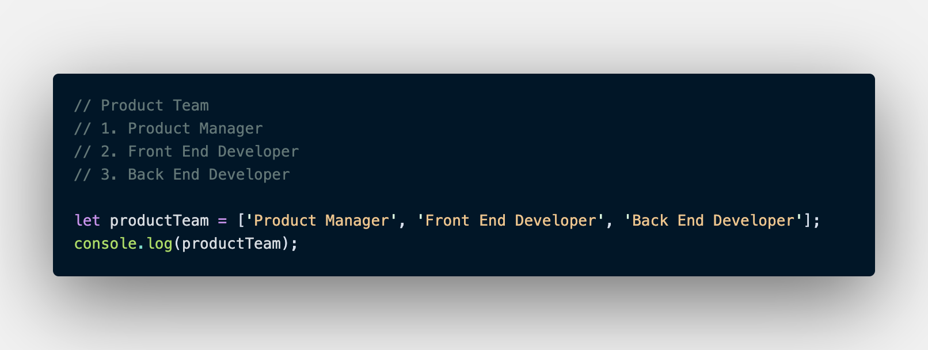 // Product Team
// 1. Product Manager
// 2. Front End Developer
// 3. Back End Developer
let productTeam = ['Product Manager', 'Front End Developer', 'Back End Developer'];
console.log(productTeam);